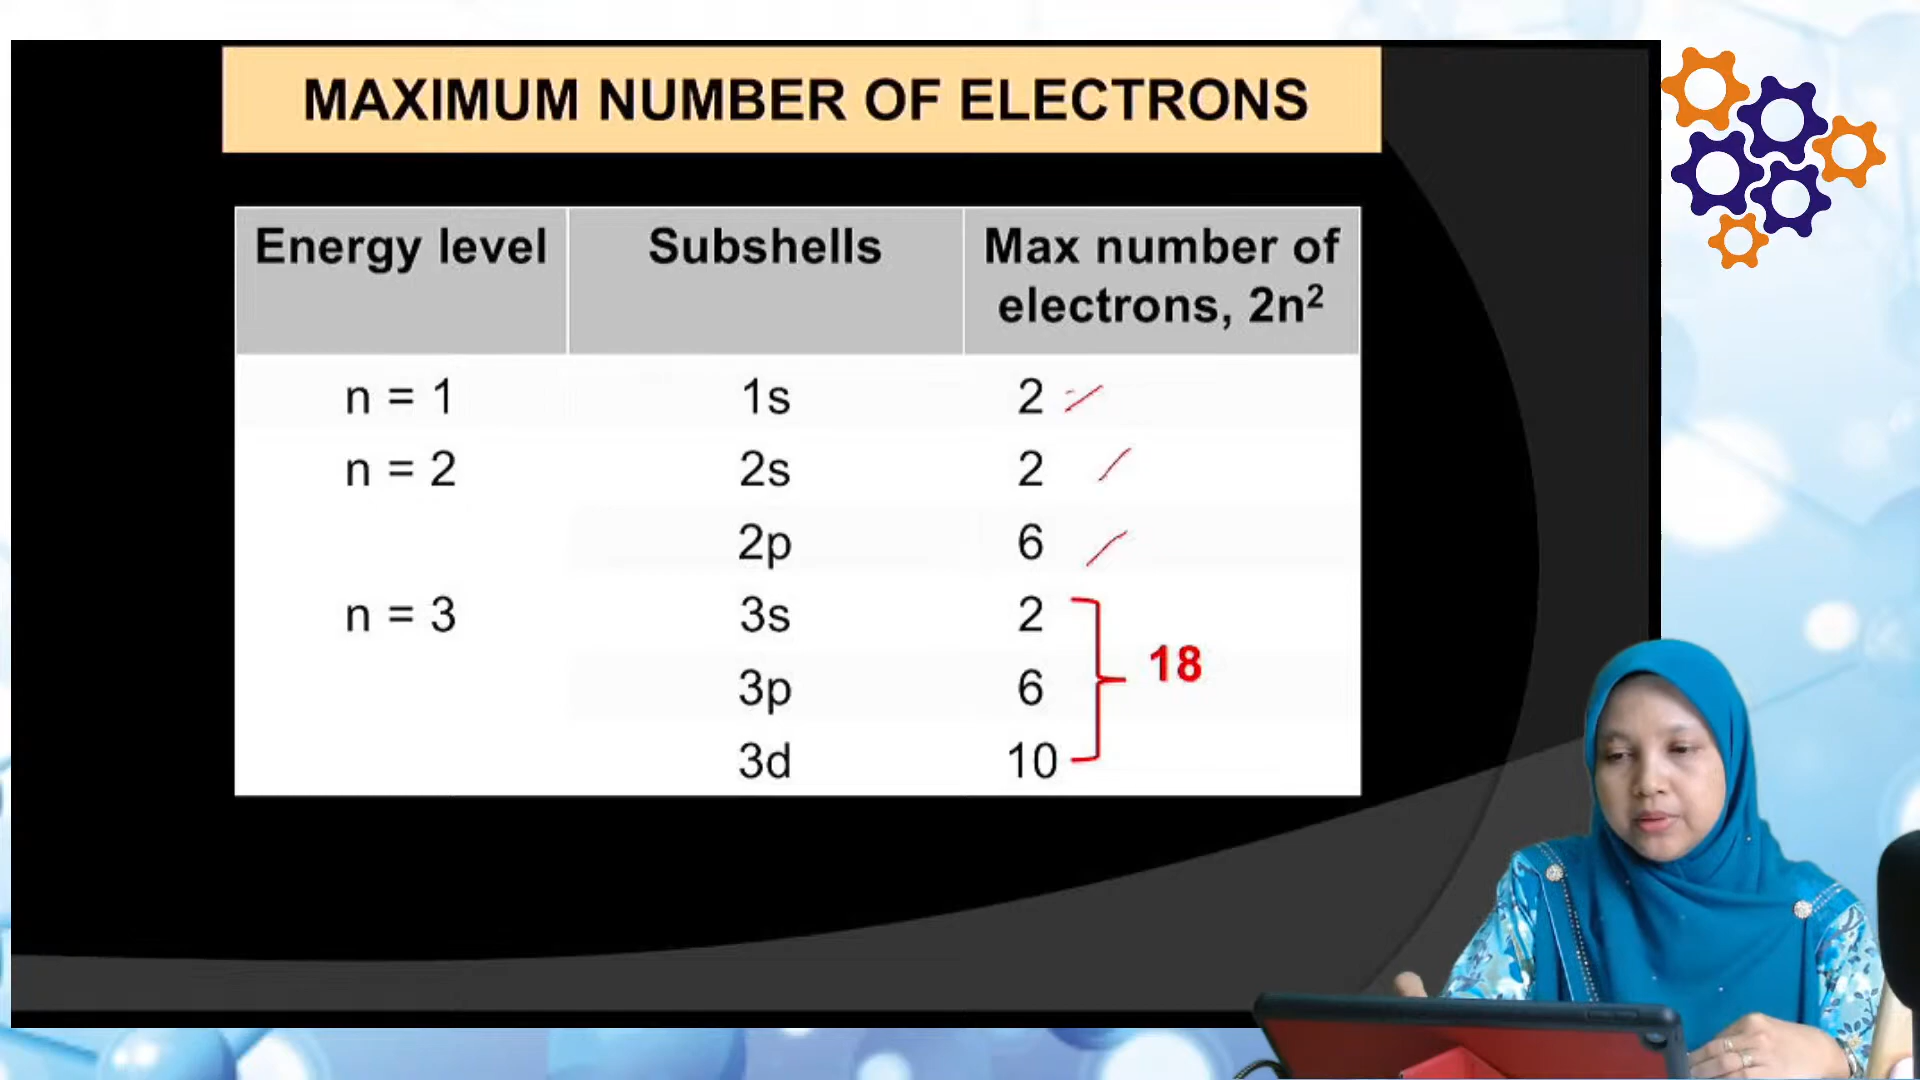 MAXIMUM NUMBER OF ELECTRONS
Energy level Subshells Max number of
electrons, 2n²
n = 1 1s 2
n = 2 2s 2
2p 6
n = 3 3s 2
3p 6
3d 10
18